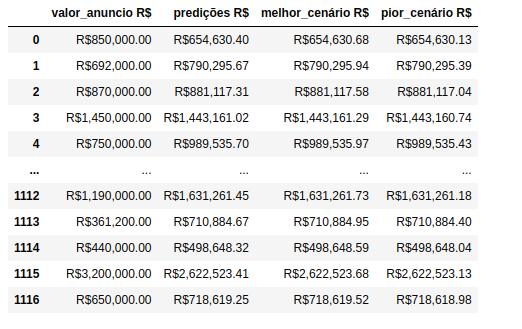 valor_anuncio R$ predições R$ melhor_cenário R$ pior_cenário R$
0 R$850,000.00 R$654,630.40 R$654,630.68 R$654,630.13
1 R$692,000.00 R$790,295.67 R$790,295.94 R$790,295.39
2 R$870,000.00 R$881,117.31 R$881,117.58 R$881,117.04
3 R$1,450,000.00 R$1,443,161.02 R$1,443,161.29 R$1,443,160.74
4 R$750,000.00 R$989,535.70 R$989,535.97 R$989,535.43
... ... ... ... ...
1112 R$1,190,000.00 R$1,631,261.45 R$1,631,261.73 R$1,631,261.18
1113 R$361,200.00 R$710,884.67 R$710,884.95 R$710,884.40
1114 R$440,000.00 R$498,648.32 R$498,648.59 R$498,648.04
1115 R$3,200,000.00 R$2,622,523.41 R$2,622,523.68 R$2,622,523.13
1116 R$650,000.00 R$718,619.25 R$718,619.52 R$718,618.98